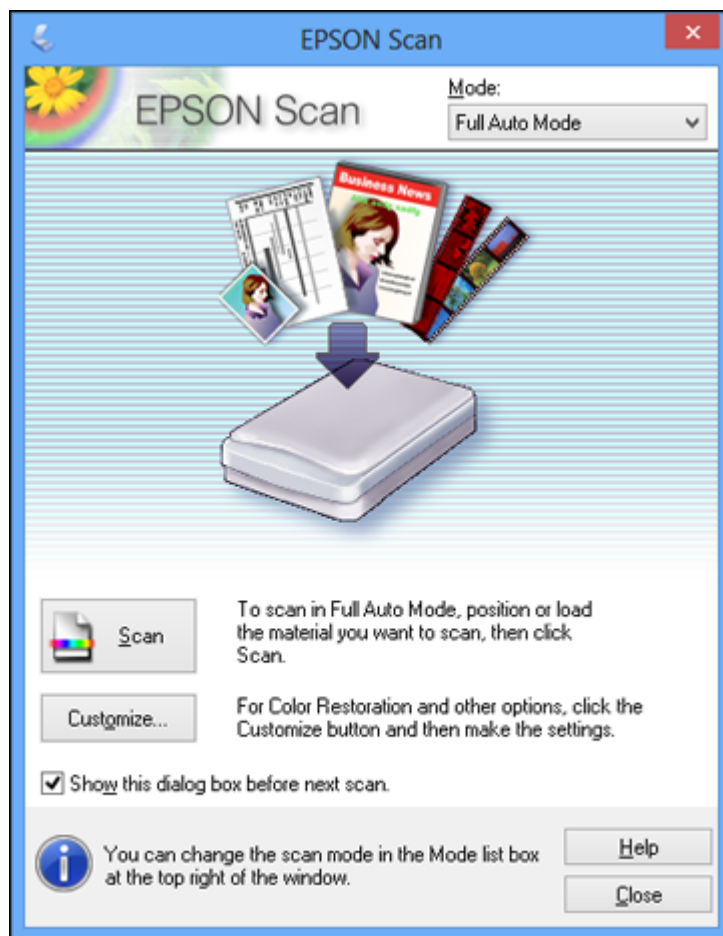 EPSON Scan
EPSON Scan
Mode:
Full Auto Mode
Business News
Scan
To scan in Full Auto Mode, position or load
the material you want to scan, then click
Scan.
Customize...
For Color Restoration and other options, click the
Customize button and then make the settings.
Show this dialog box before next scan.
You can change the scan mode in the Mode list box
at the top right of the window.
Help
Close